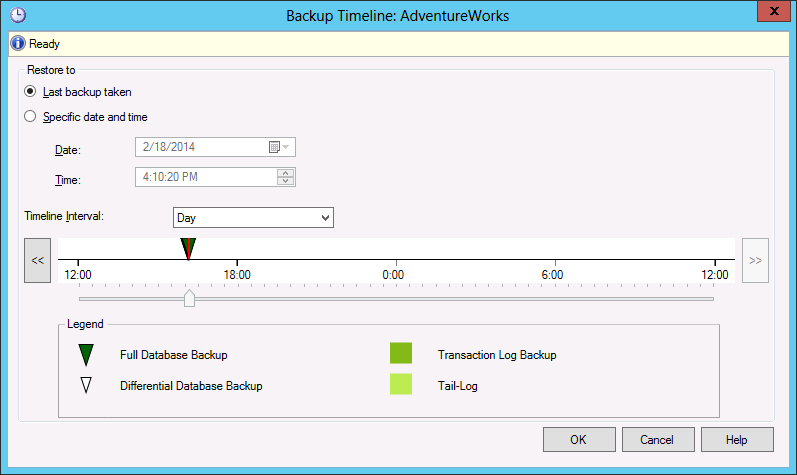 Backup Timeline: AdventureWorks
x
Ready
Restore to
Last backup taken
Specific date and time
Date: 2/18/2014
Time: 4:10:20 PM
Timeline Interval: Day
<< >>
12:00 18:00 0:00 6:00 12:00
Legend
Full Database Backup Transaction Log Backup
Differential Database Backup Tail-Log
OK Cancel Help